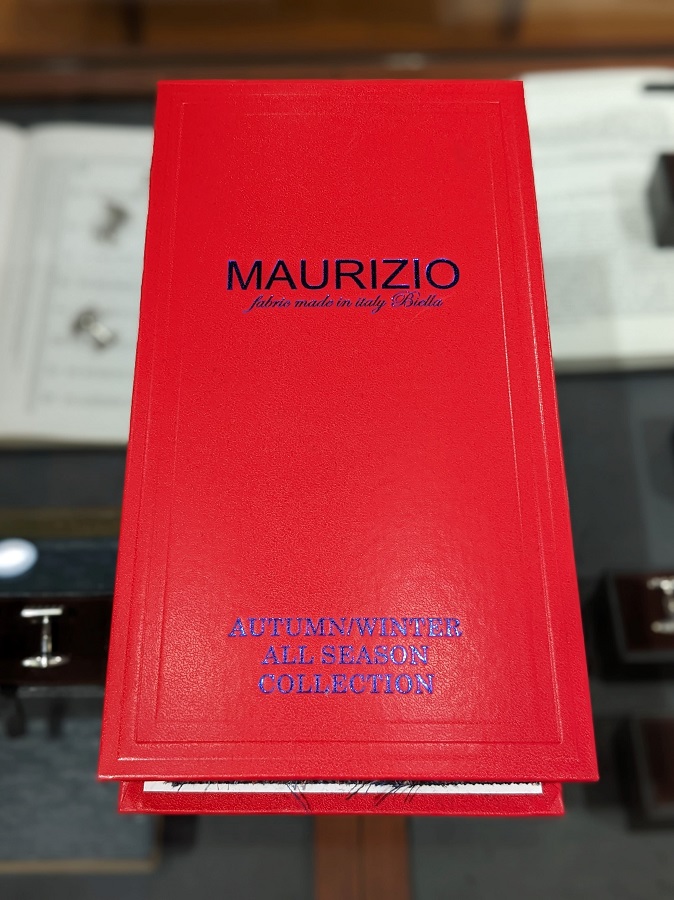 MAURIZIO
fabric made in italy Biella
AUTUMN/WINTER
ALL SEASON
COLLECTION